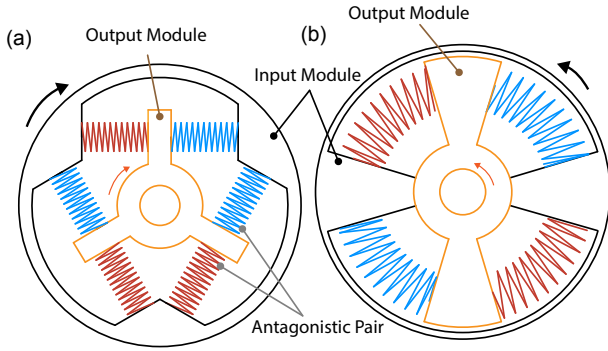 (a)
Output Module
(b)
Output Module
Input Module
Antagonistic Pair